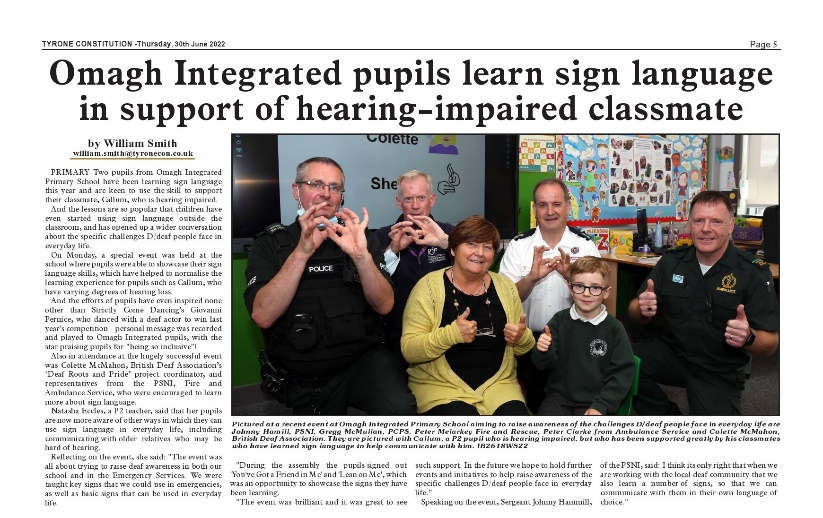 TYRONE CONSTITUTION -Thursday, 30th June 2022
Page 5
Omagh Integrated pupils learn sign language
in support of hearing-impaired classmate
by William Smith
william.smith@tyronecon.co.uk
PRIMARY Two pupils from Omagh Integrated
Primary School have been learning sign language
this year and are keen to use the skill to support
their classmate, Callum, who is hearing impaired.
And the lessons are so popular that children have
even started using sign language outside the
classroom, and has opened up a wider conversation
about the specific challenges D/deaf people face in
everyday life.
On Monday, a special event was held at the
school where pupils were able to showcase their sign
language skills, which have helped to normalise the
learning experience for pupils such as Callum, who
have varying degrees of hearing loss.
And the efforts of pupils have even inspired none
other than Strictly Come Dancing's Giovanni
Pernice, who danced with a deaf actor to win last
year's competition - personal message was recorded
and played to Omagh Integrated pupils, with the
star praising pupils for "being so inclusive"!
Also in attendance at the hugely successful event
was Colette McMahon, British Deaf Association's
'Deaf Roots and Pride' project coordinator, and
representatives from the PSNI, Fire and
Ambulance Service, who were encouraged to learn
more about sign language.
Natasha Eccles, a P2 teacher, said that her pupils
are now more aware of other ways in which they can
use sign language in everyday life, including
communicating with older relatives who may be
hard of hearing.
Reflecting on the event, she said: "The event was
all about trying to raise deaf awareness in both our
school and in the Emergency Services. We were
taught key signs that we could use in emergencies,
as well as basic signs that can be used in everyday
life.
Colette
She
POLICE
Pictured at a recent event at Omagh Integrated Primary School aiming to raise awareness of the challenges D/deaf people face in everyday life are
Johnny Hamill, PSNI, Gregg McMullan, PCPS, Peter Melarkey Fire and Rescue, Peter Clarke from Ambulance Service and Colette McMahon,
British Deaf Association. They are pictured with Callum, a P2 pupil who is hearing impaired, but who has been supported greatly by his classmates
who have learned sign language to help communicate with him. IB261RWS22
"During the assembly the pupils signed out
'You've Got a Friend in Me' and 'Lean on Me', which
was an opportunity to showcase the signs they have
been learning.
"The event was brilliant and it was great to see
such support. In the future we hope to hold further
events and initiatives to help raise awareness of the
specific challenges D/deaf people face in everyday
life."
Speaking on the event, Sergeant Johnny Hammill,
of the PSNI, said: I think its only right that when we
are working with the local deaf community that we
also learn a number of signs, so that we can
communicate with them in their own language of
choice."